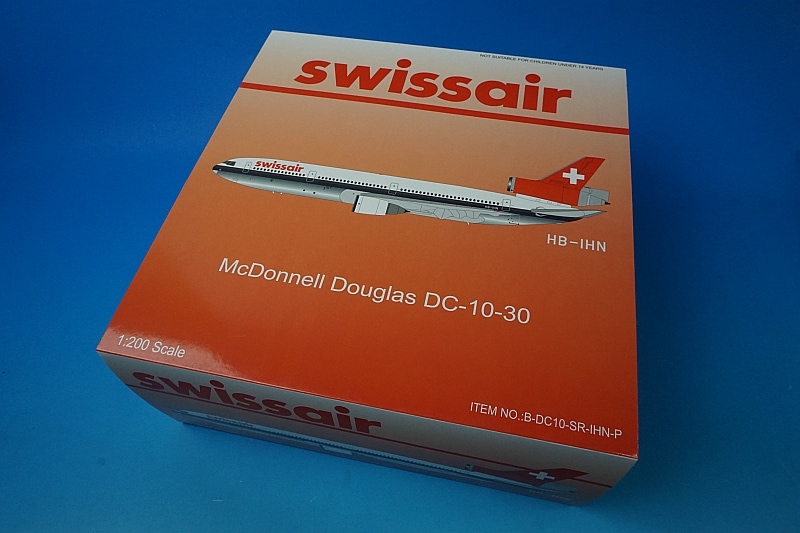 NOT SUITABLE FOR CHILDREN UNDER 14 YEARS
swissair
swissair
HB-IHN
McDonnell Douglas DC-10-30
1:200 Scale
ITEM NO.:B-DC10-SR-IHN-P
swissair